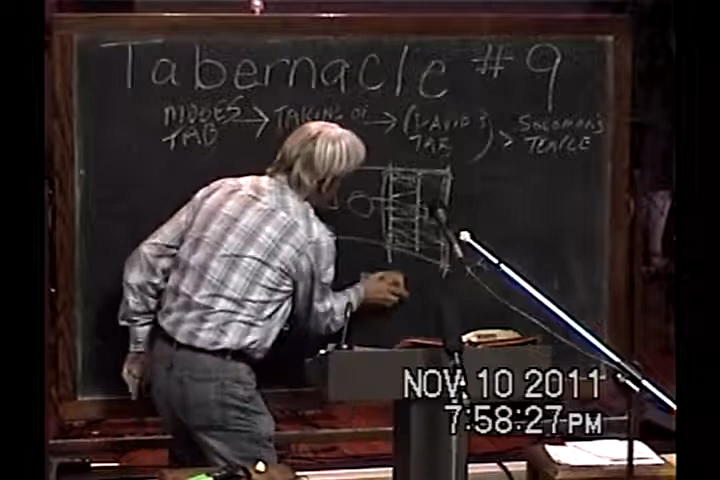 Tabernacle #9
MOSES → TAKING OF → (DAVID'S > SOLOMON'S
TAB TAB) TEMPLE
NOV 10 2011
7:58:27 PM